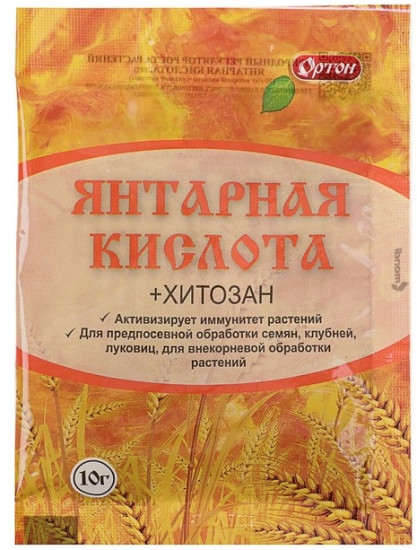 Ортон
ЯНТАРНАЯ
КИСЛОТА
+ХИТОЗАН
✓ Активизирует иммунитет растений
✓ Для предпосевной обработки семян, клубней,
луковиц, для внекорневой обработки
растений
10г